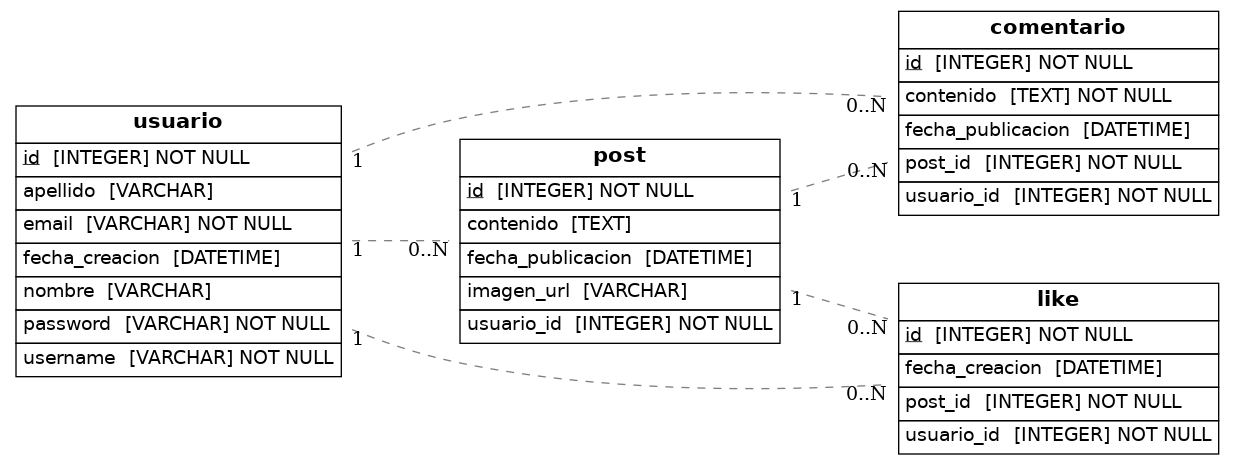 usuario
id [INTEGER] NOT NULL
apellido [VARCHAR]
email [VARCHAR] NOT NULL
fecha_creacion [DATETIME]
nombre [VARCHAR]
password [VARCHAR] NOT NULL
username [VARCHAR] NOT NULL
1
1
1
0..N
post
id [INTEGER] NOT NULL
contenido [TEXT]
fecha_publicacion [DATETIME]
imagen_url [VARCHAR]
usuario_id [INTEGER] NOT NULL
1
1
0..N
0..N
0..N
0..N
comentario
id [INTEGER] NOT NULL
contenido [TEXT] NOT NULL
fecha_publicacion [DATETIME]
post_id [INTEGER] NOT NULL
usuario_id [INTEGER] NOT NULL
like
id [INTEGER] NOT NULL
fecha_creacion [DATETIME]
post_id [INTEGER] NOT NULL
usuario_id [INTEGER] NOT NULL